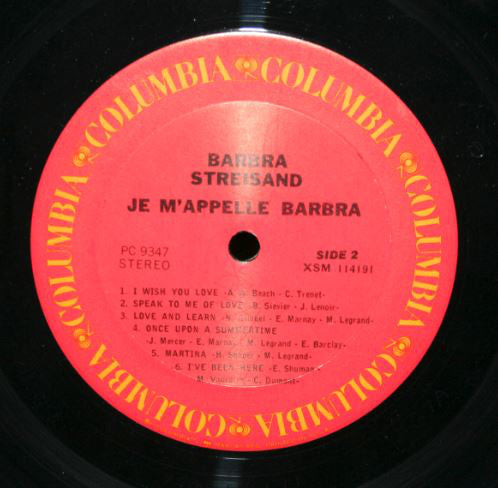 COLUMBIA COLUMBIA COLUMBIA COLUMBIA COLUMBIA COLUMBIA
BARBRA
STREISAND
JE M'APPELLE BARBRA
PC 9347
STEREO
SIDE 2
XSM 114191
1. I WISH YOU LOVE -A. Beach - C. Trenet-
2. SPEAK TO ME OF LOVE -B. Sievier - J. Lenoir-
3. LOVE AND LEARN - E. Marnay - M. Legrand-
4. ONCE UPON A SUMMERTIME
-J. Mercer - E. Marnay - M. Legrand - E. Barclay-
5. MARTINA -H. Shaper - M. Legrand-
6. I'VE BEEN HERE -E. Shuman-
M. Vaucaire - C. Dumont-